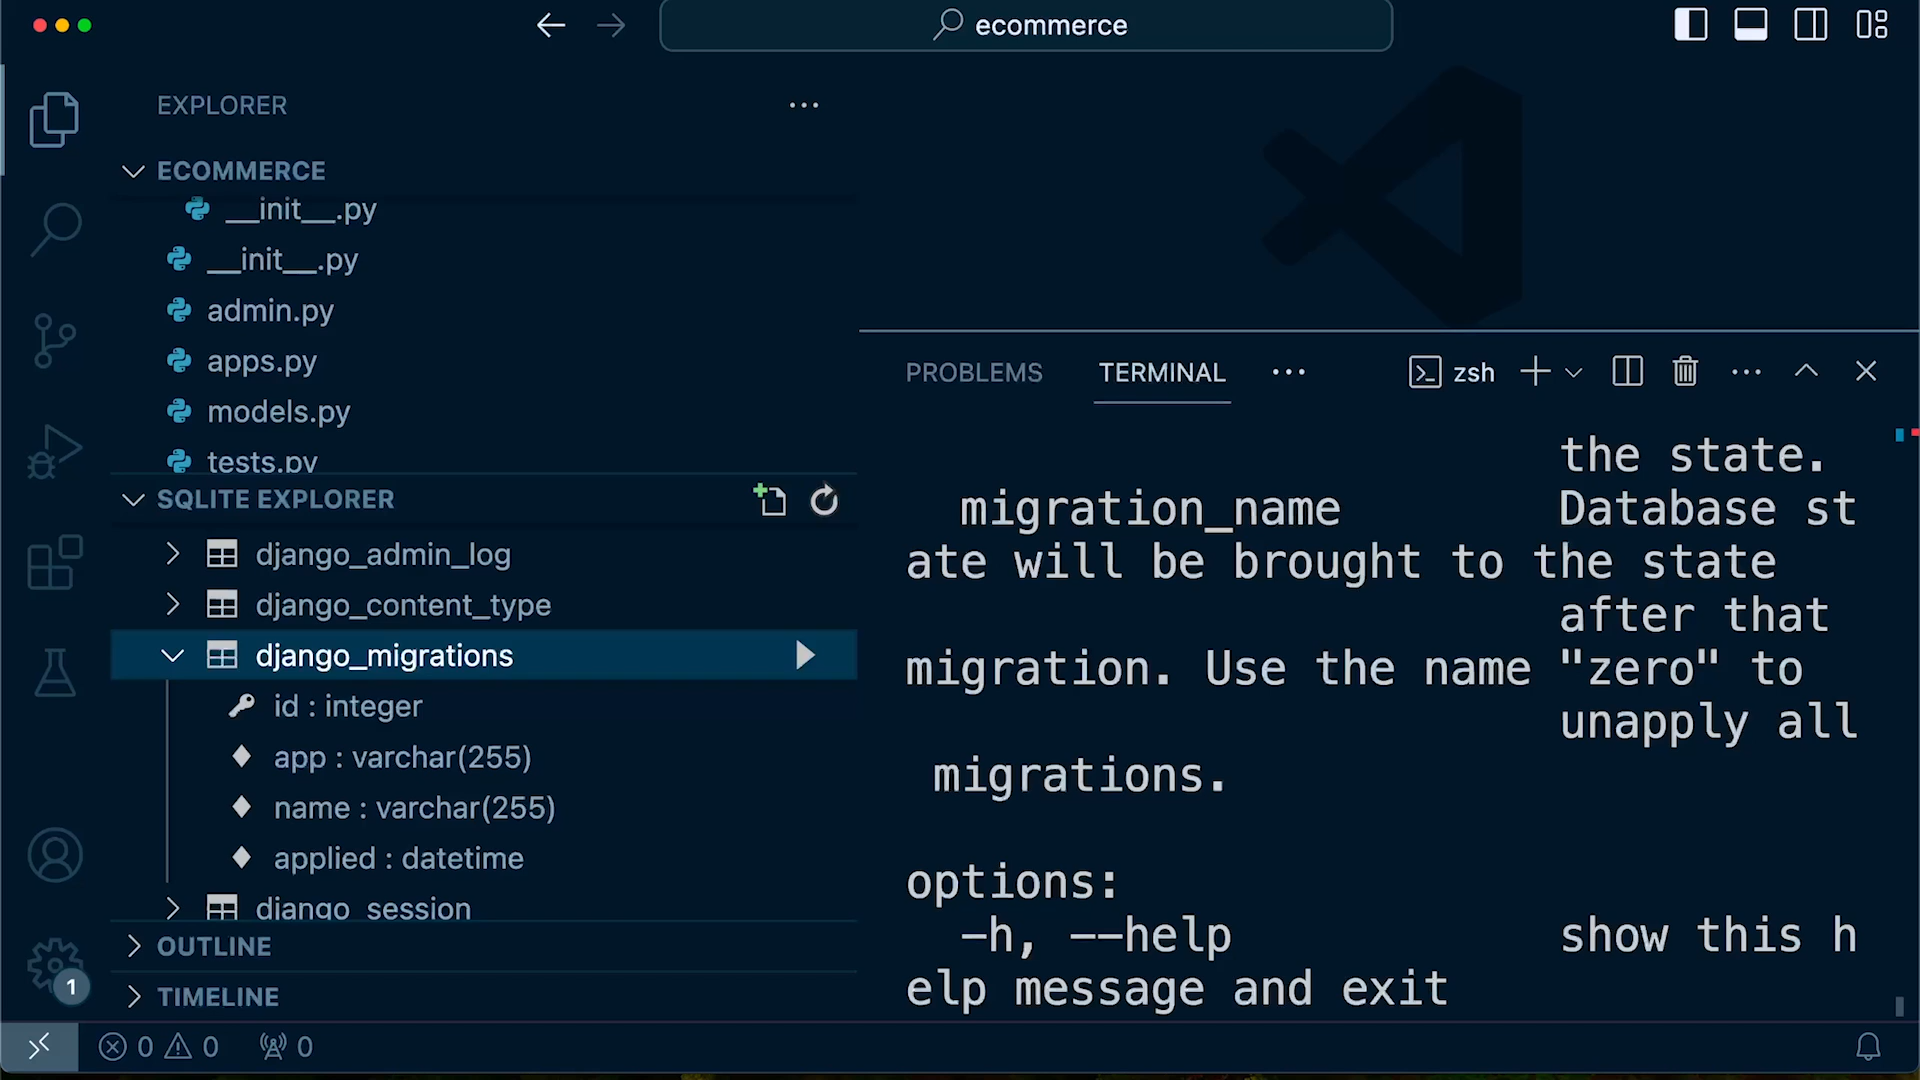 ecommerce
EXPLORER
ECOMMERCE
__init__.py
__init__.py
admin.py
apps.py
models.py
tests.py
SQLITE EXPLORER
django_admin_log
django_content_type
django_migrations
id : integer
app : varchar(255)
name : varchar(255)
applied : datetime
django_session
OUTLINE
TIMELINE
1
0 0 0
PROBLEMS TERMINAL zsh
the state.
migration_name Database st
ate will be brought to the state
after that
migration. Use the name "zero" to
unapply all
migrations.
options:
-h, --help show this h
elp message and exit